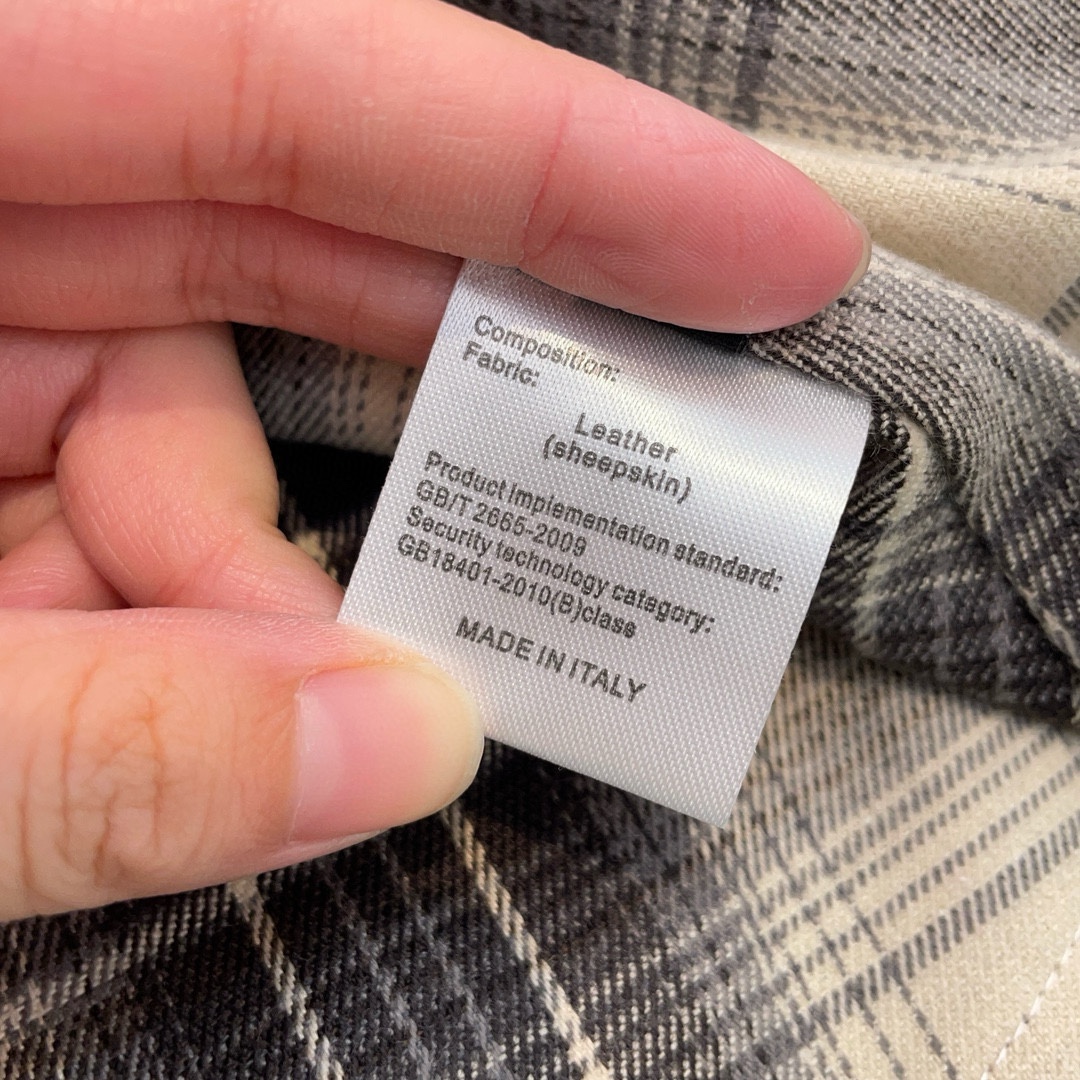 Composition:
Fabric:
Leather
(sheepskin)
Product Implementation standard:
GB/T 2665-2009
Security technology category:
GB18401-2010(B)class
MADE IN ITALY